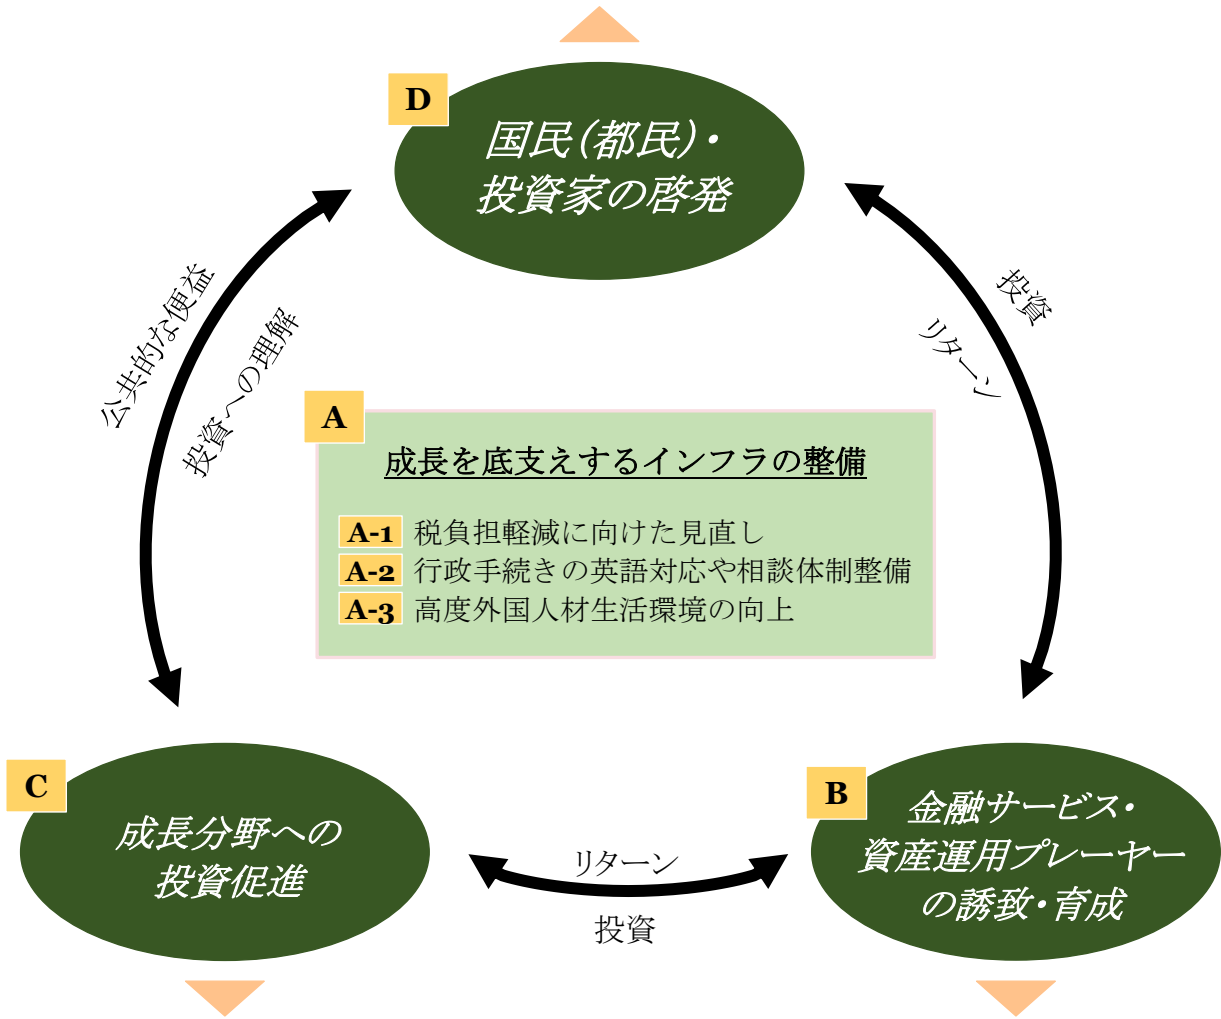 D
国民（都民）・
投資家の啓発
公共的な便益
投資への理解
投資
リターン
A
成長を底支えするインフラの整備
A-1 税負担軽減に向けた見直し
A-2 行政手続きの英語対応や相談体制整備
A-3 高度外国人材生活環境の向上
C
成長分野への
投資促進
リターン
投資
B
金融サービス・
資産運用プレーヤー
の誘致・育成